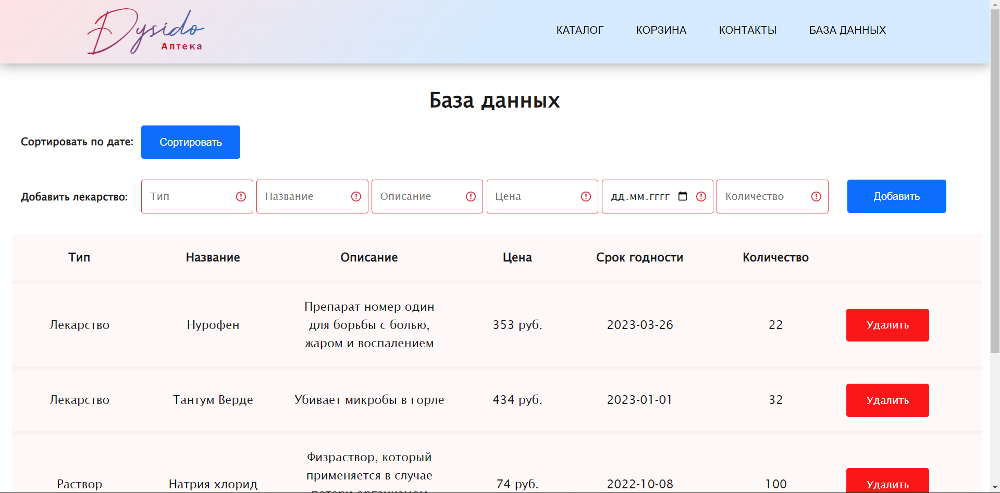 Dysido
Аптека
КАТАЛОГ КОРЗИНА КОНТАКТЫ БАЗА ДАННЫХ
База данных
Сортировать по дате: Сортировать
Добавить лекарство: Тип Название Описание Цена дд.мм.гггг Количество Добавить
Тип Название Описание Цена Срок годности Количество
Препарат номер один
Лекарство Нурофен для борьбы с болью, 353 руб. 2023-03-26 22 Удалить
жаром и воспалением
Лекарство Тантум Верде Убивает микробы в горле 434 руб. 2023-01-01 32 Удалить
Физраствор, который
применяется в случае
Раствор Натрия хлорид 74 руб. 2022-10-08 100 Удалить
потери организмом